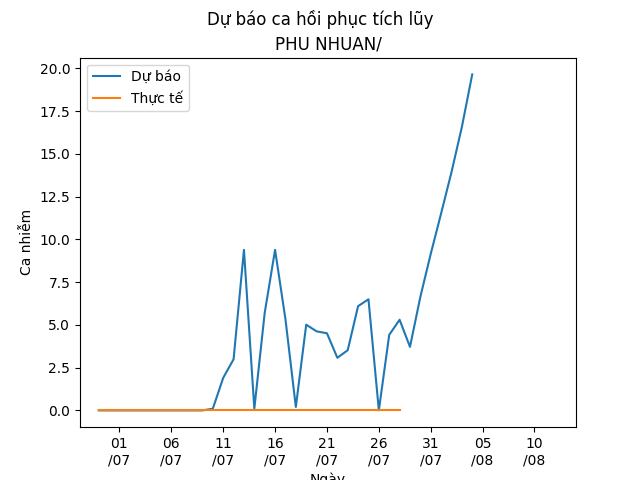 Dự báo ca hồi phục tích lũy
PHU NHUAN/
Dự báo
Thực tế
20.0
17.5
15.0
12.5
10.0
7.5
5.0
2.5
0.0
Ca nhiễm
01 06 11 16 21 26 31 05 10
/07 /07 /07 /07 /07 /07 /07 /08 /08
Ngày